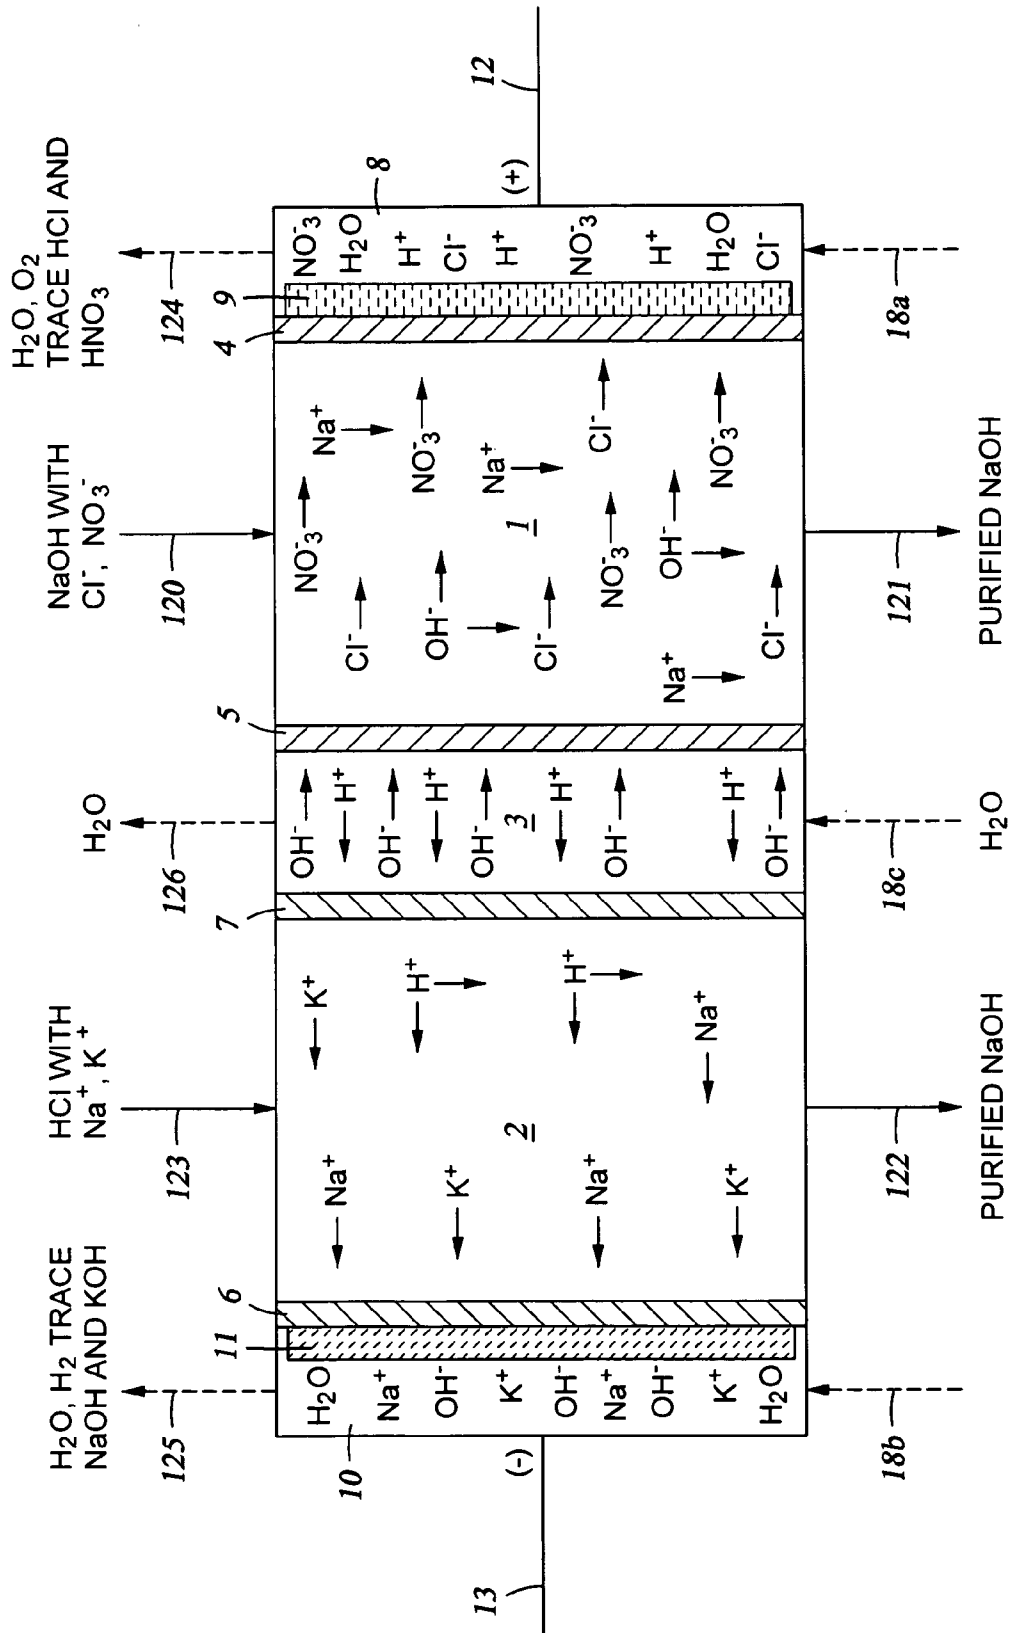 H₂O, H₂ TRACE
NaOH AND KOH
HCl WITH
Na⁺, K⁺
H₂O
NaOH WITH
Cl⁻, NO₃⁻
H₂O, O₂
TRACE HCl AND
HNO₃
125
123
126
120
124
10
11
6
7
5
4
9
8
H₂O
Na⁺
OH⁻
K⁺
OH⁻
Na⁺
OH⁻
K⁺
H₂O
Na⁺
K⁺
Na⁺
K⁺
2
K⁺
H⁺
H⁺
Na⁺
OH⁻
H⁺
OH⁻
H⁺
OH⁻
3
H⁺
OH⁻
H⁺
OH⁻
Cl⁻
OH⁻
Cl⁻
Na⁺
Cl⁻
NO₃⁻
1
NO₃⁻
OH⁻
Na⁺
NO₃⁻
Na⁺
Cl⁻
NO₃⁻
NO₃⁻
H₂O
H⁺
Cl⁻
H⁺
NO₃⁻
H⁺
H₂O
Cl⁻
13
(-)
(+)
12
18b
122
18c
121
18a
PURIFIED NaOH
H₂O
PURIFIED NaOH